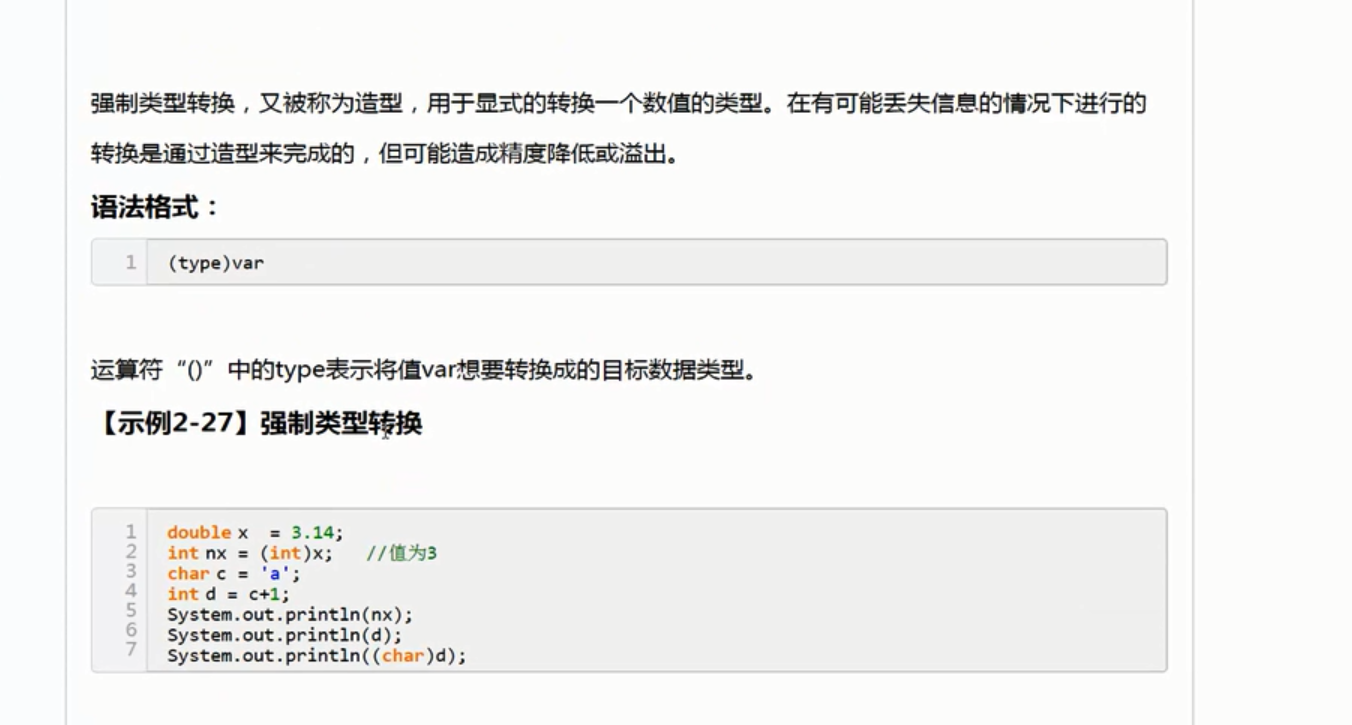 强制类型转换，又被称为造型，用于显式的转换一个数值的类型。在有可能丢失信息的情况下进行的
转换是通过造型来完成的，但可能造成精度降低或溢出。
语法格式：
1 (type)var
运算符“()”中的type表示将值var想要转换成的目标数据类型。
【示例2-27】强制类型转换
1 double x  = 3.14;
2 int nx = (int)x;   //值为3
3 char c = 'a';
4 int d = c+1;
5 System.out.println(nx);
6 System.out.println(d);
7 System.out.println((char)d);